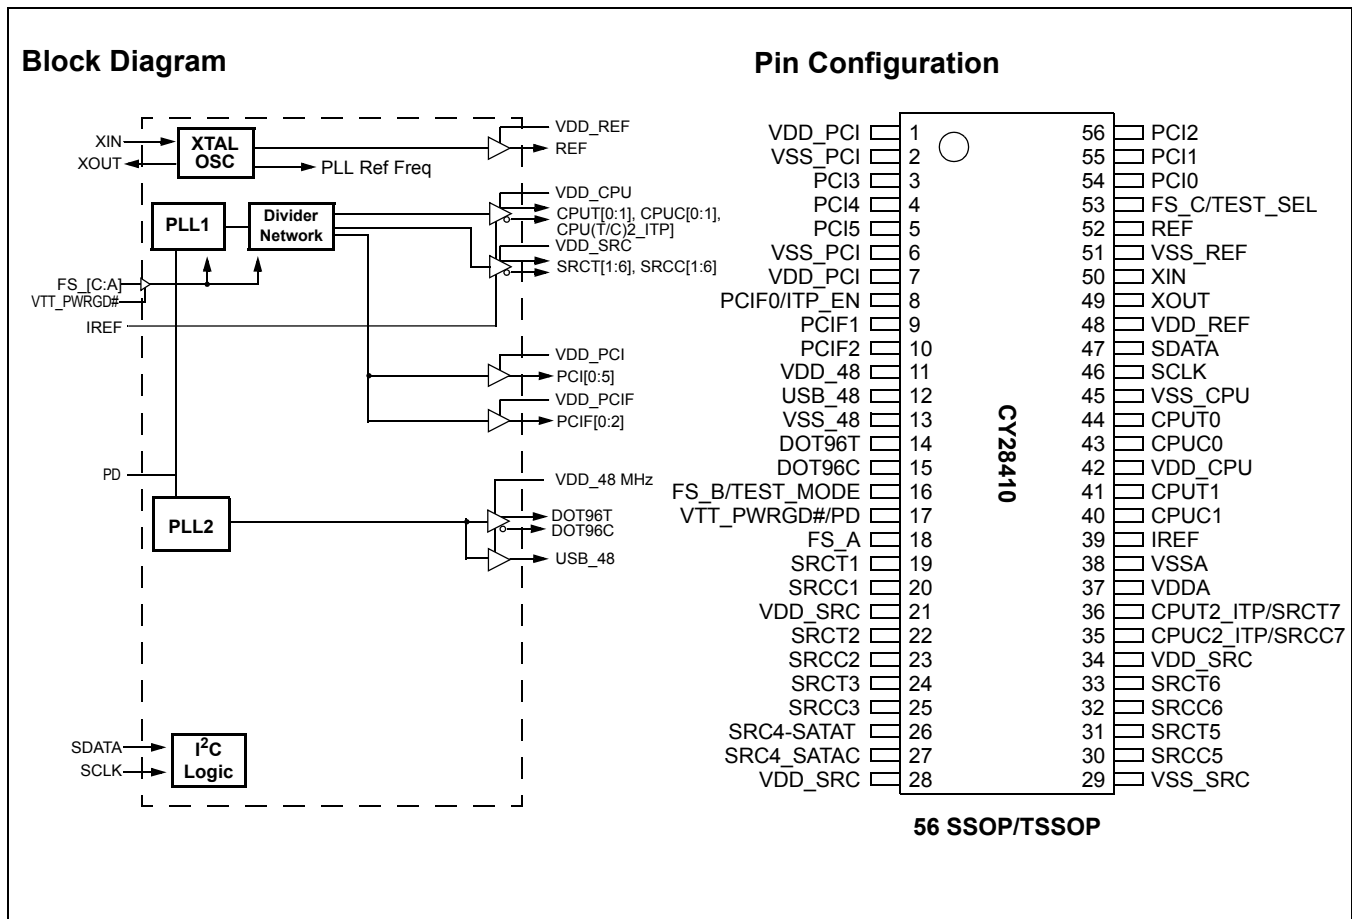 Block Diagram
XIN
XOUT
XTAL
OSC
PLL Ref Freq
VDD_REF
REF
PLL1
Divider
Network
VDD_CPU
CPUT[0:1], CPUC[0:1],
CPU(T/C)2_ITP]
VDD_SRC
SRCT[1:6], SRCC[1:6]
FS_[C:A]
VTT_PWRGD#
IREF
VDD_PCI
PCI[0:5]
VDD_PCIF
PCIF[0:2]
PD
PLL2
VDD_48 MHz
DOT96T
DOT96C
USB_48
SDATA
SCLK
I2C
Logic
Pin Configuration
VDD_PCI 1 56 PCI2
VSS_PCI 2 55 PCI1
PCI3 3 54 PCI0
PCI4 4 53 FS_C/TEST_SEL
PCI5 5 52 REF
VSS_PCI 6 51 VSS_REF
VDD_PCI 7 50 XIN
PCIF0/ITP_EN 8 49 XOUT
PCIF1 9 48 VDD_REF
PCIF2 10 47 SDATA
VDD_48 11 46 SCLK
USB_48 12 45 VSS_CPU
VSS_48 13 44 CPUT0
DOT96T 14 43 CPUC0
DOT96C 15 42 VDD_CPU
FS_B/TEST_MODE 16 41 CPUT1
VTT_PWRGD#/PD 17 40 CPUC1
FS_A 18 39 IREF
SRCT1 19 38 VSSA
SRCC1 20 37 VDDA
VDD_SRC 21 36 CPUT2_ITP/SRCT7
SRCT2 22 35 CPUC2_ITP/SRCC7
SRCC2 23 34 VDD_SRC
SRCT3 24 33 SRCT6
SRCC3 25 32 SRCC6
SRC4-SATAT 26 31 SRCT5
SRC4_SATAC 27 30 SRCC5
VDD_SRC 28 29 VSS_SRC
CY28410
56 SSOP/TSSOP